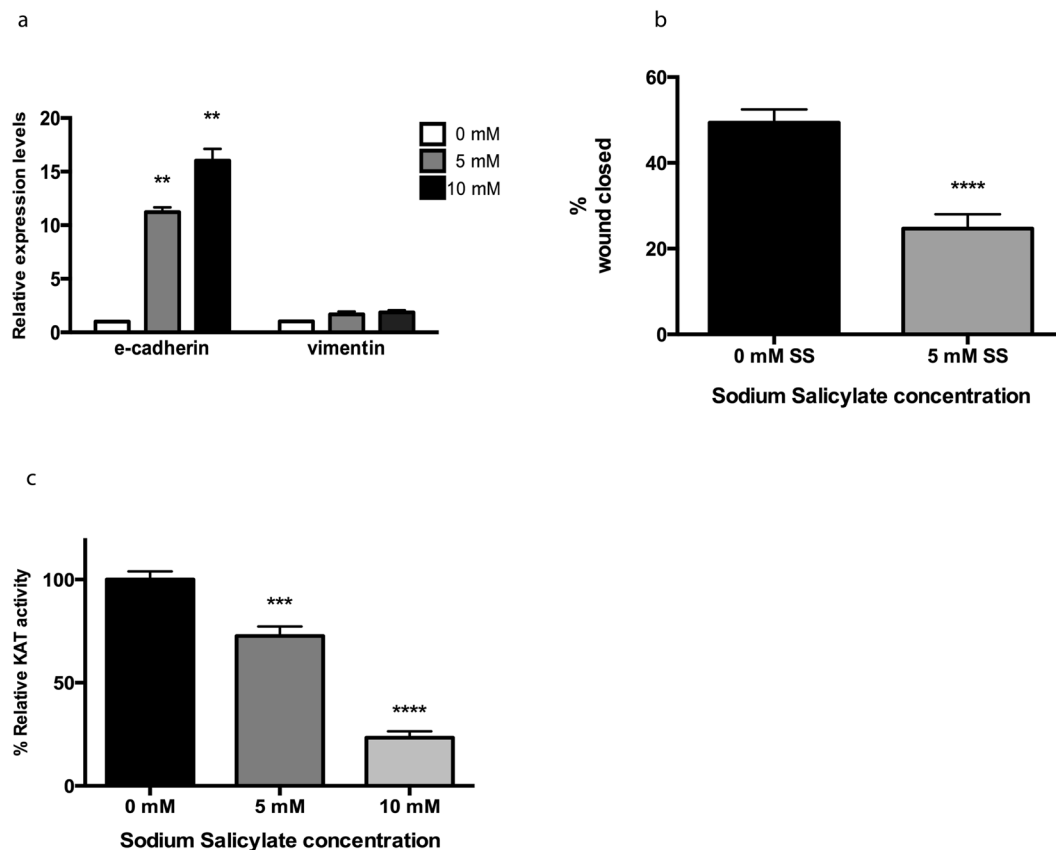 a
Relative expression levels
20
15
10
5
0
**
**
e-cadherin
vimentin
0 mM
5 mM
10 mM
b
%
wound closed
60
40
20
0
****
0 mM SS
5 mM SS
Sodium Salicylate concentration
c
% Relative KAT activity
100
50
0
***
****
0 mM
5 mM
10 mM
Sodium Salicylate concentration